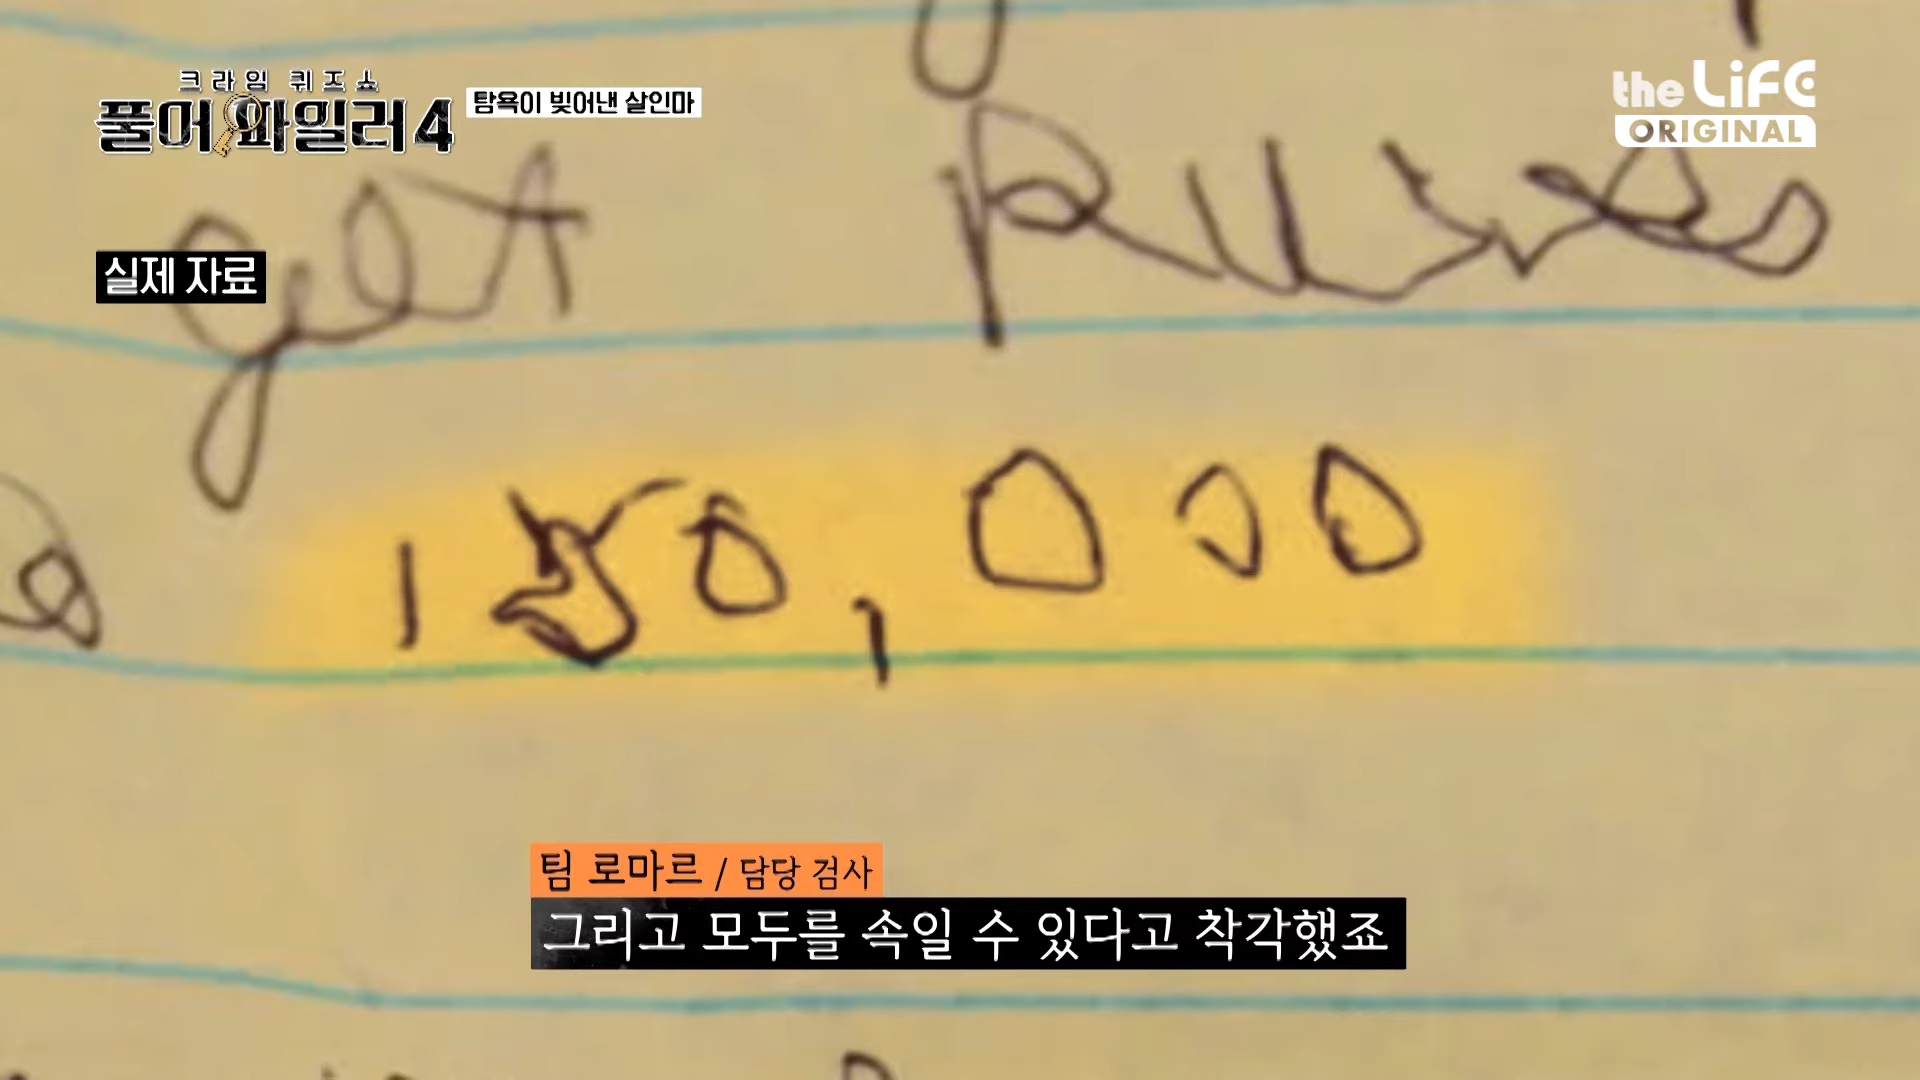 크라임 퀴즈쇼
풀어파일러4
탐욕이 빚어낸 살인마
the LiFE
ORIGINAL
실제 자료
get
150,000
팀 로마르 / 담당 검사
그리고 모두를 속일 수 있다고 착각했죠